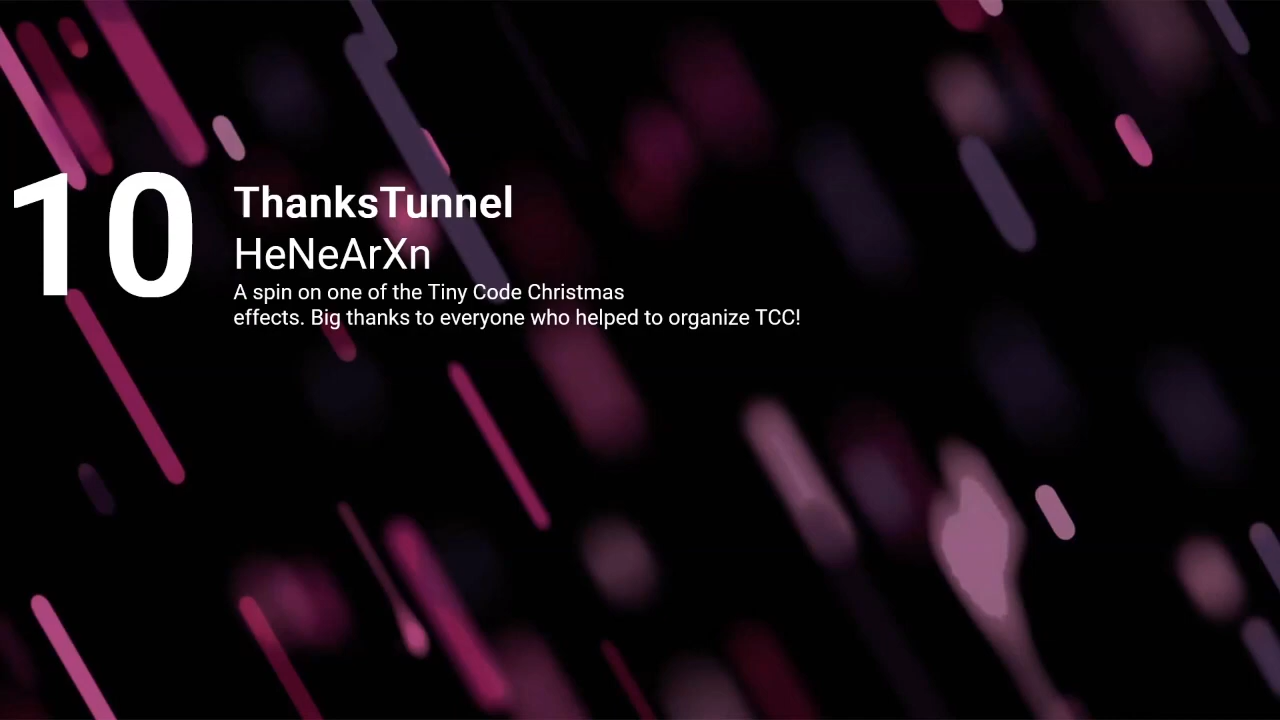 10
ThanksTunnel
HeNeArXn
A spin on one of the Tiny Code Christmas
effects. Big thanks to everyone who helped to organize TCC!